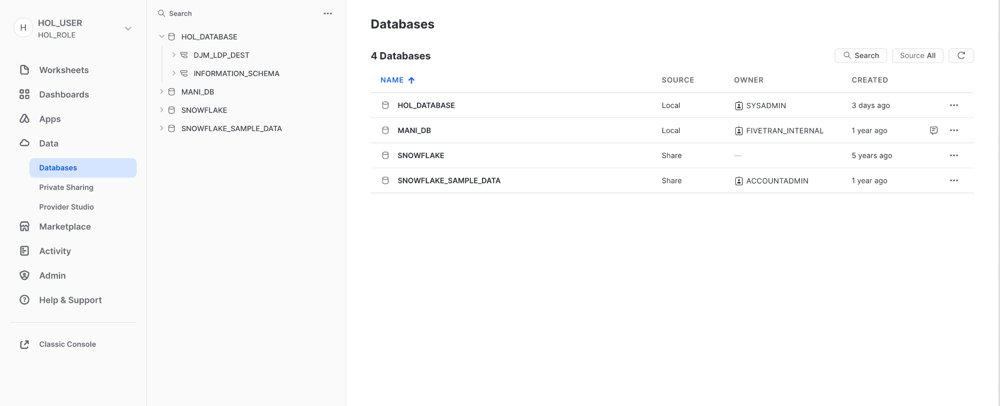 H
HOL_USER
HOL_ROLE
Worksheets
Dashboards
Apps
Data
Databases
Private Sharing
Provider Studio
Marketplace
Activity
Admin
Help & Support
Classic Console
Search
HOL_DATABASE
DJM_LDP_DEST
INFORMATION_SCHEMA
MANI_DB
SNOWFLAKE
SNOWFLAKE_SAMPLE_DATA
Databases
4 Databases
Search
Source All
NAME SOURCE OWNER CREATED
HOL_DATABASE Local SYSADMIN 3 days ago
MANI_DB Local FIVETRAN_INTERNAL 1 year ago
SNOWFLAKE Share — 5 years ago
SNOWFLAKE_SAMPLE_DATA Share ACCOUNTADMIN 1 year ago